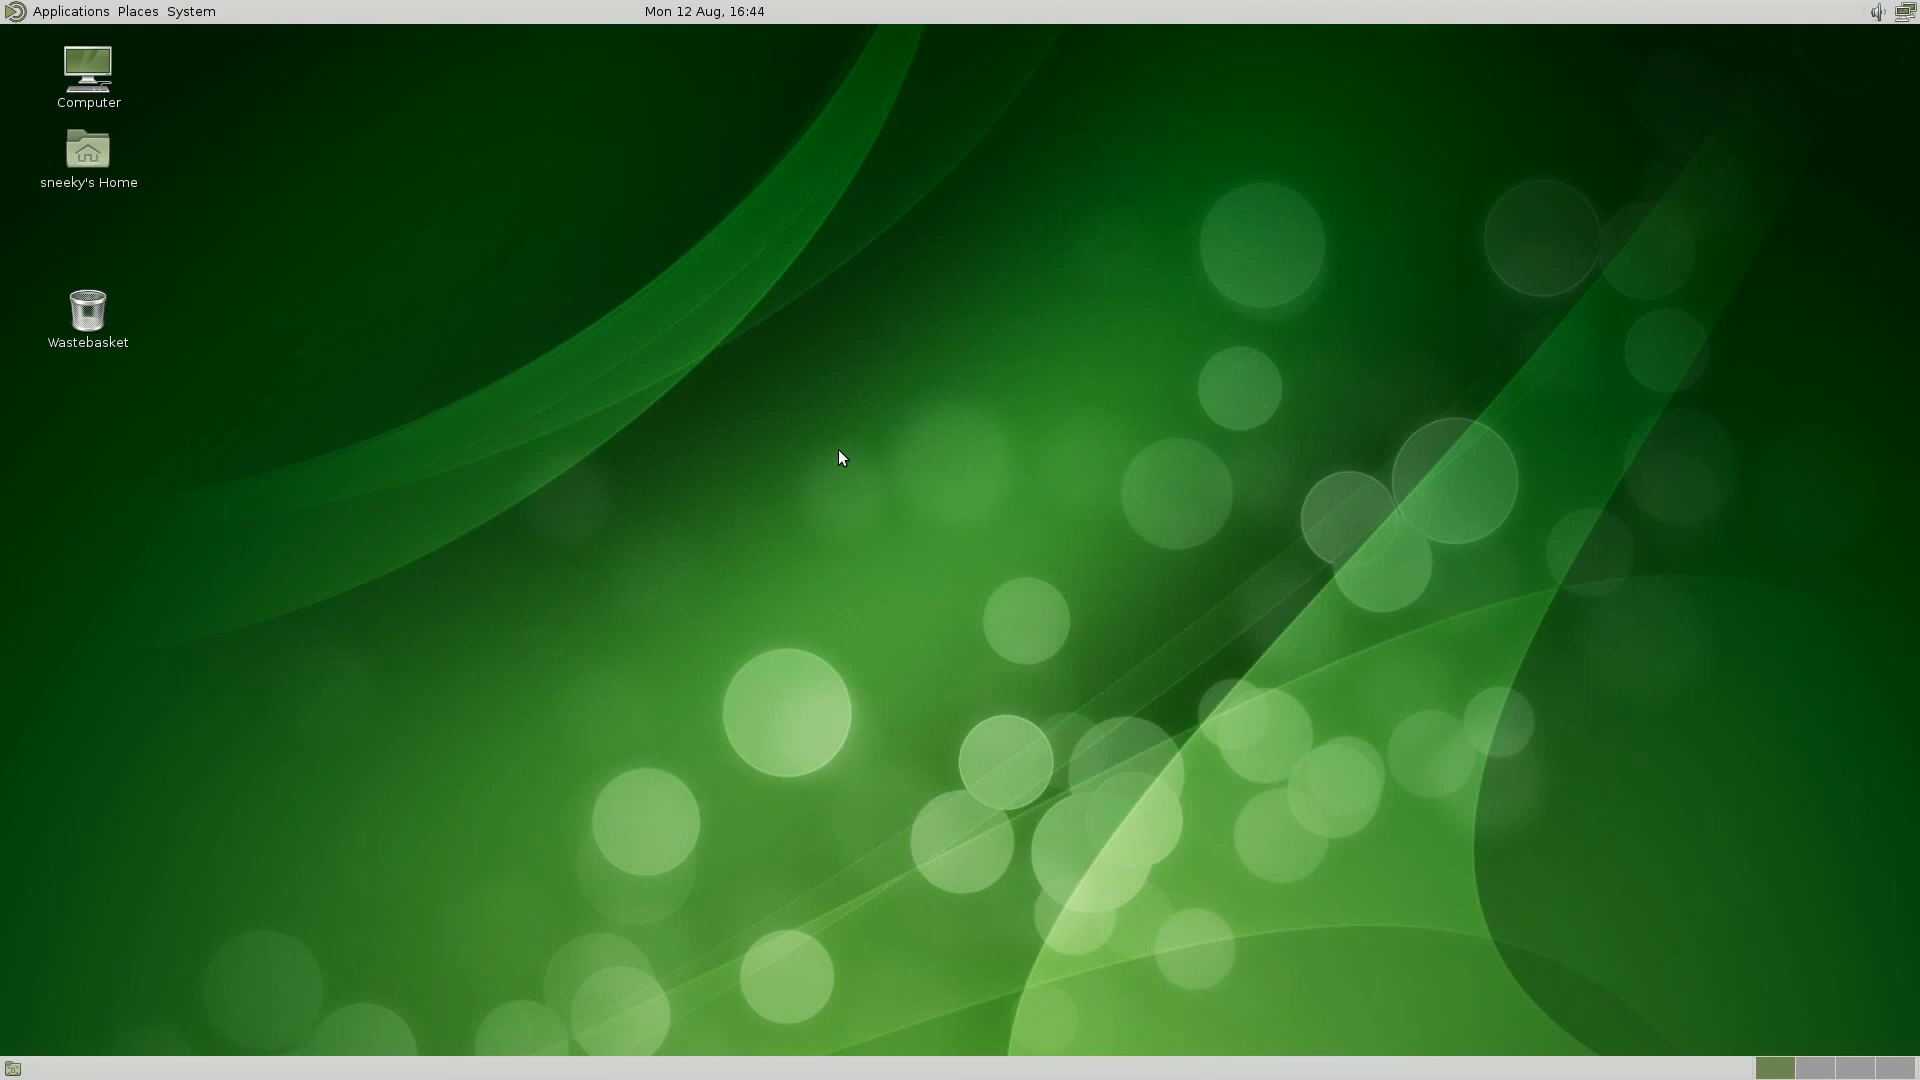 Applications Places System
Mon 12 Aug, 16:44
Computer
sneeky's Home
Wastebasket